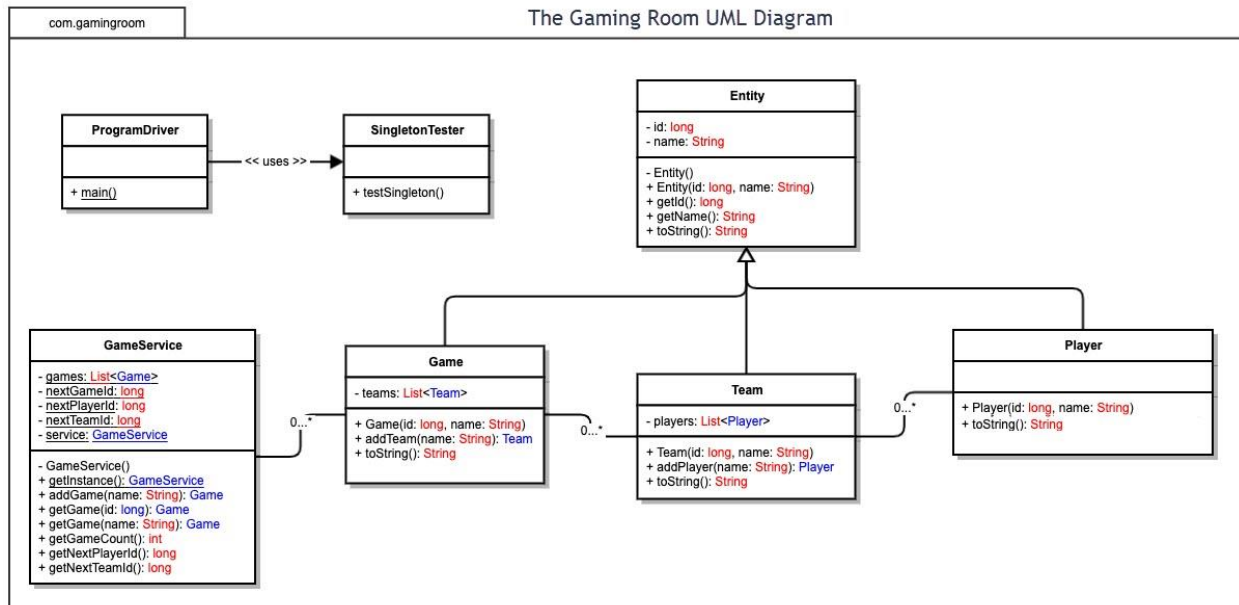 com.gamingroom
The Gaming Room UML Diagram
ProgramDriver
+ main()
<< uses >>
SingletonTester
+ testSingleton()
Entity
- id: long
- name: String
- Entity()
+ Entity(id: long, name: String)
+ getId(): long
+ getName(): String
+ toString(): String
GameService
- games: List<Game>
- nextGameId: long
- nextPlayerId: long
- nextTeamId: long
- service: GameService
- GameService()
+ getInstance(): GameService
+ addGame(name: String): Game
+ getGame(id: long): Game
+ getGame(name: String): Game
+ getGameCount(): int
+ getNextPlayerId(): long
+ getNextTeamId(): long
0...*
Game
- teams: List<Team>
+ Game(id: long, name: String)
+ addTeam(name: String): Team
+ toString(): String
0...*
Team
- players: List<Player>
+ Team(id: long, name: String)
+ addPlayer(name: String): Player
+ toString(): String
0...*
Player
+ Player(id: long, name: String)
+ toString(): String